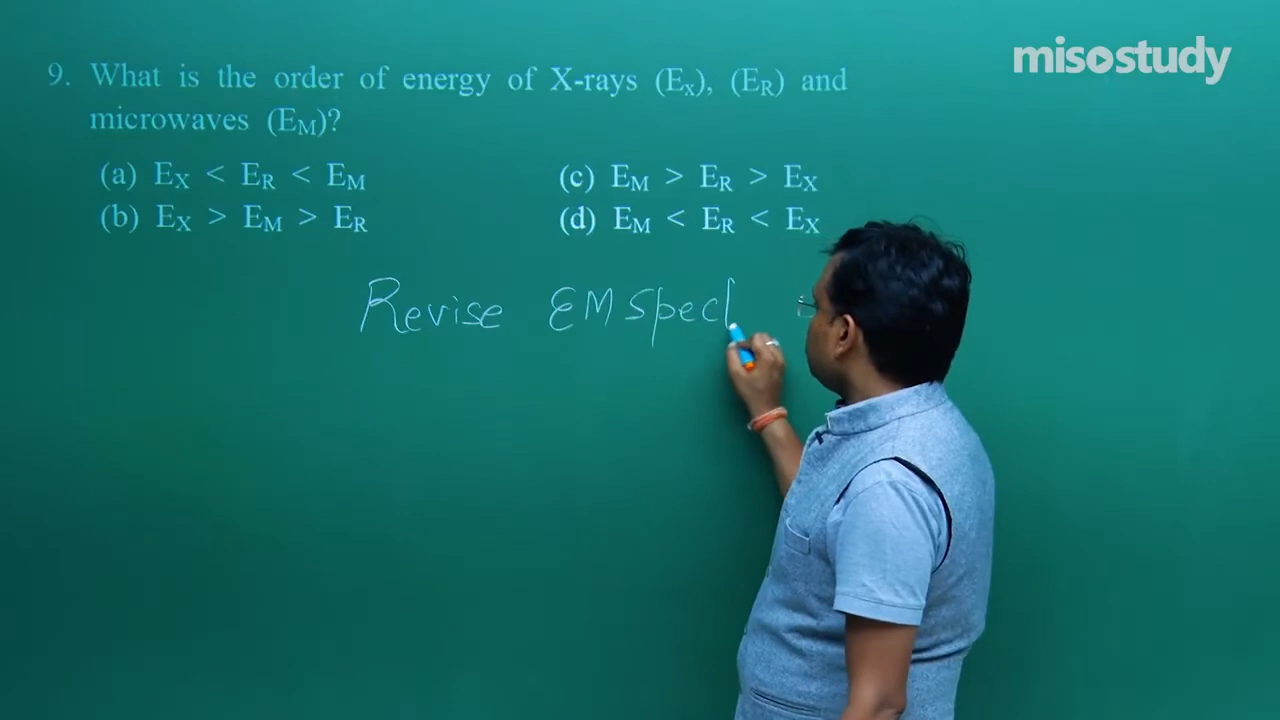 misostudy
9. What is the order of energy of X-rays (Ex), (ER) and
microwaves (EM)?
(a) EX < ER < EM
(c) EM > ER > EX
(b) EX > EM > ER
(d) EM < ER < EX
Revise EM Spect